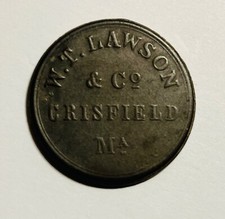 W. T. LAWSON
& Co
CRISFIELD
Md